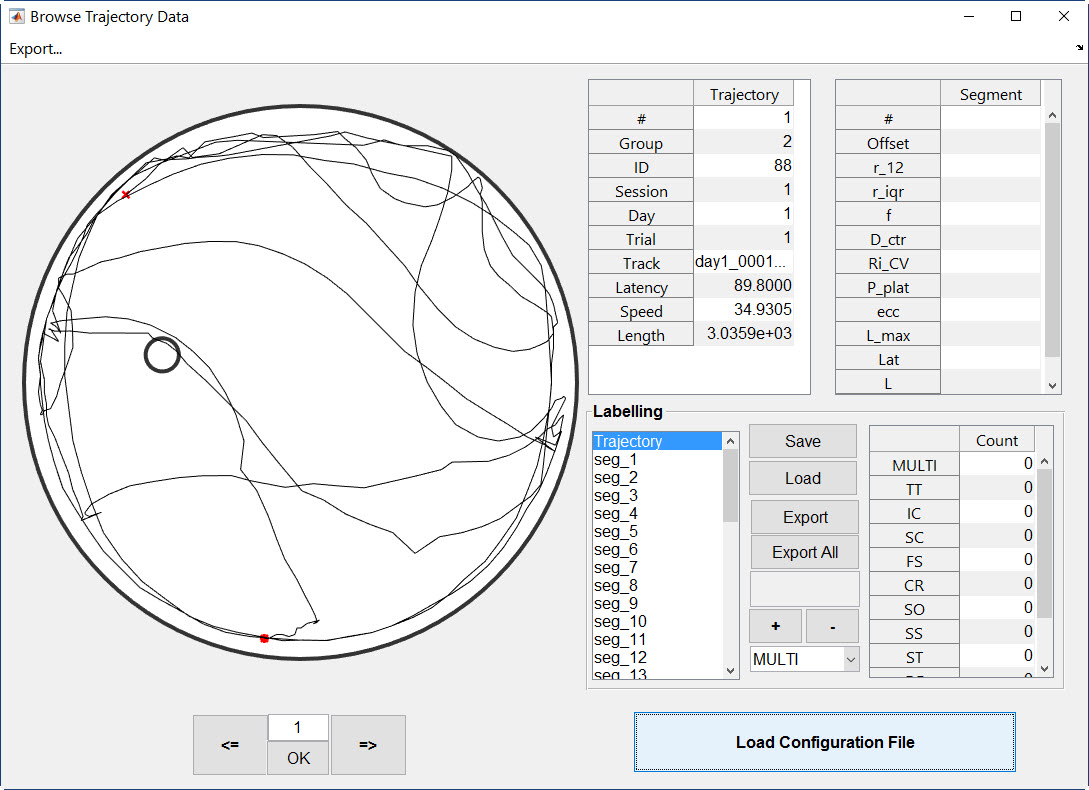 Browse Trajectory Data
Export...
Trajectory
# 1
Group 2
ID 88
Session 1
Day 1
Trial 1
Track day1_0001...
Latency 89.8000
Speed 34.9305
Length 3.0359e+03
Segment
#
Offset
r_12
r_iqr
f
D_ctr
Ri_CV
P_plat
ecc
L_max
Lat
L
Labelling
Trajectory
seg_1
seg_2
seg_3
seg_4
seg_5
seg_6
seg_7
seg_8
seg_9
seg_10
seg_11
seg_12
seg_13
Save
Load
Export
Export All
+ -
MULTI
Count
MULTI 0
TT 0
IC 0
SC 0
FS 0
CR 0
SO 0
SS 0
ST 0
<= 1 =>
OK
Load Configuration File